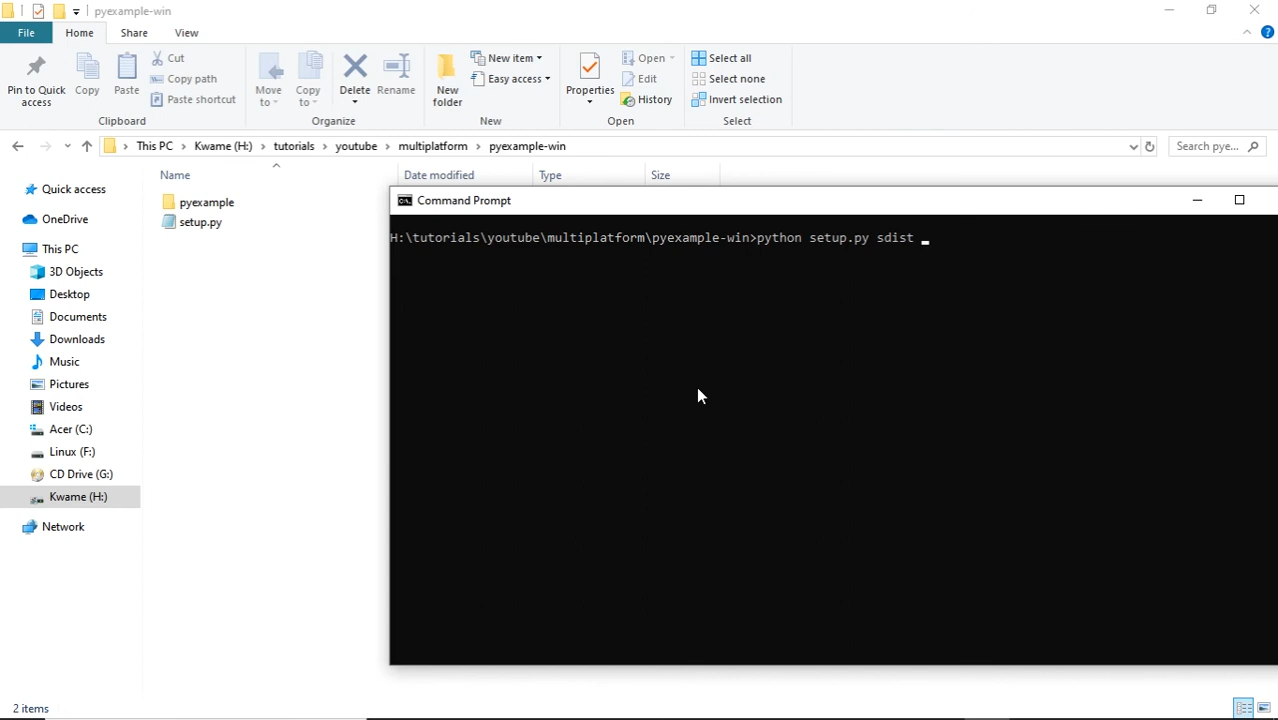 pyexample-win
File Home Share View
Pin to Quick access
Copy
Paste
Cut
Copy path
Paste shortcut
Clipboard
Move to
Copy to
Delete
Rename
Organize
New folder
New item
Easy access
New
Properties
Open
Edit
History
Open
Select all
Select none
Invert selection
Select
This PC > Kwame (H:) > tutorials > youtube > multiplatform > pyexample-win
Search pye...
Name Date modified Type Size
Quick access
OneDrive
This PC
3D Objects
Desktop
Documents
Downloads
Music
Pictures
Videos
Acer (C:)
Linux (F:)
CD Drive (G:)
Kwame (H:)
Network
pyexample
setup.py
Command Prompt
H:\tutorials\youtube\multiplatform\pyexample-win>python setup.py sdist _
2 items